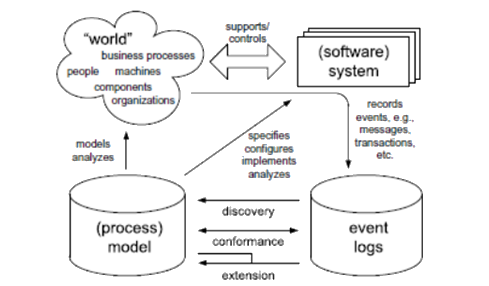 "world"
business processes
people machines
components
organizations
supports/
controls
(software)
system
models
analyzes
specifies
configures
implements
analyzes
records
events, e.g.,
messages,
transactions,
etc.
(process)
model
discovery
conformance
extension
event
logs